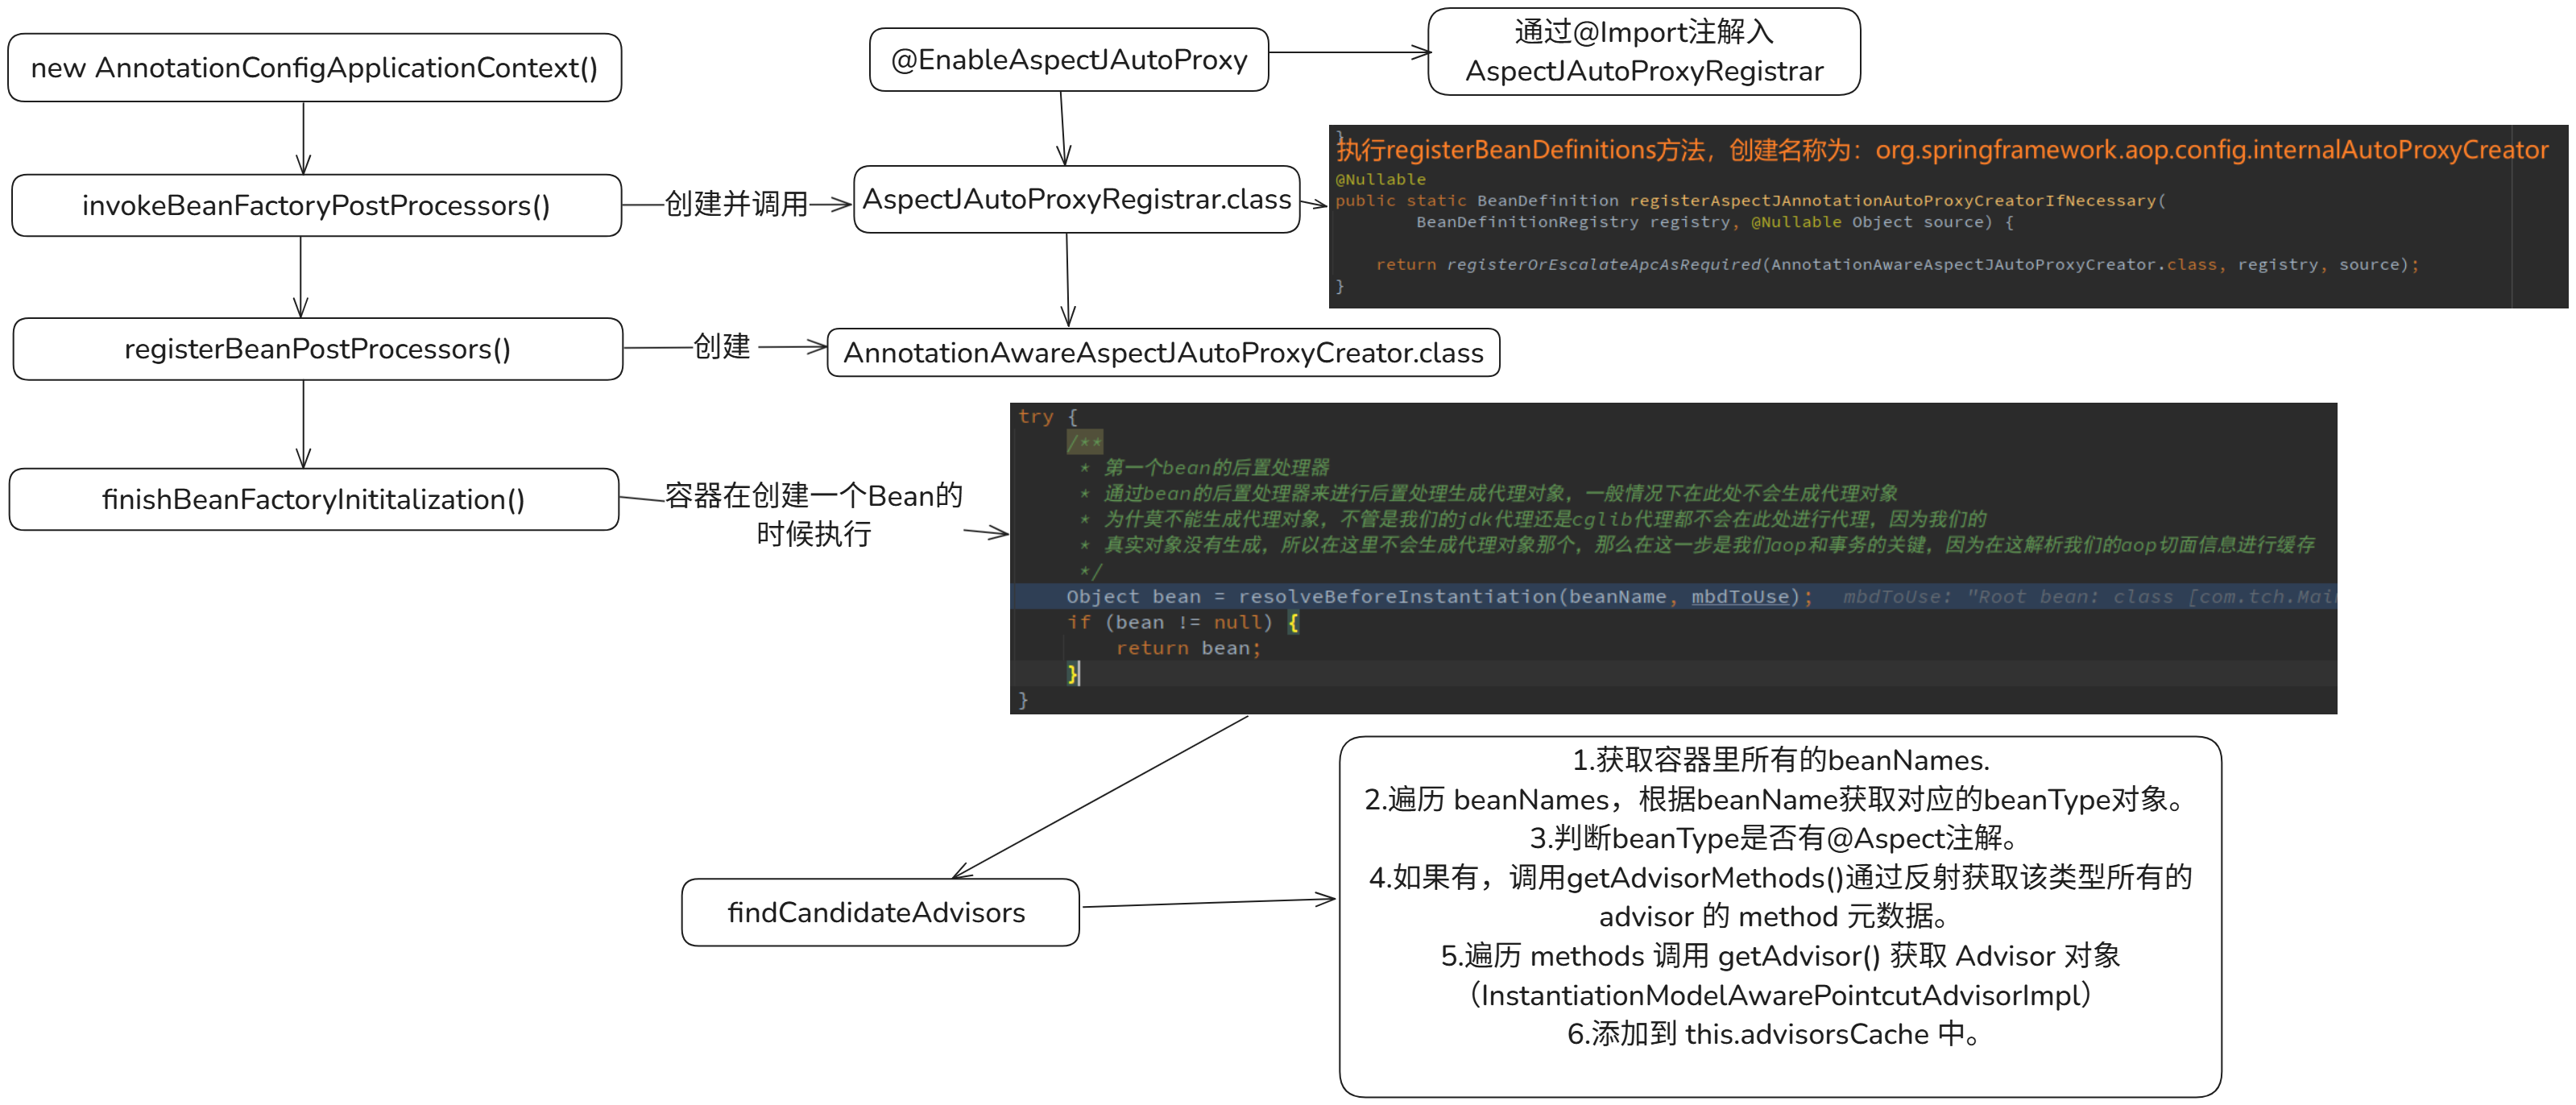 new AnnotationConfigApplicationContext()
@EnableAspectJAutoProxy
通过@Import注解入
AspectJAutoProxyRegistrar
invokeBeanFactoryPostProcessors()
创建并调用
AspectJAutoProxyRegistrar.class
}
执行registerBeanDefinitions方法，创建名称为：org.springframework.aop.config.internalAutoProxyCreator
@Nullable
public static BeanDefinition registerAspectJAnnotationAutoProxyCreatorIfNecessary(
BeanDefinitionRegistry registry, @Nullable Object source) {
return registerOrEscalateApcAsRequired(AnnotationAwareAspectJAutoProxyCreator.class, registry, source);
}
registerBeanPostProcessors()
创建
AnnotationAwareAspectJAutoProxyCreator.class
finishBeanFactoryInititalization()
容器在创建一个Bean的
时候执行
try {
/**
* 第一个bean的后置处理器
* 通过bean的后置处理器来进行后置处理生成代理对象，一般情况下在此处不会生成代理对象
* 为什莫不能生成代理对象，不管是我们的jdk代理还是cglib代理都不会在此处进行代理，因为我们的
* 真实对象没有生成，所以在这里不会生成代理对象那个，那么在这一步是我们aop和事务的关键，因为在这解析我们的aop切面信息进行缓存
*/
Object bean = resolveBeforeInstantiation(beanName, mbdToUse); mbdToUse: "Root bean: class [com.tch.Mai
if (bean != null) {
return bean;
}
}
findCandidateAdvisors
1.获取容器里所有的beanNames.
2.遍历 beanNames，根据beanName获取对应的beanType对象。
3.判断beanType是否有@Aspect注解。
4.如果有，调用getAdvisorMethods()通过反射获取该类型所有的
advisor 的 method 元数据。
5.遍历 methods 调用 getAdvisor() 获取 Advisor 对象
（InstantiationModelAwarePointcutAdvisorImpl）
6.添加到 this.advisorsCache 中。